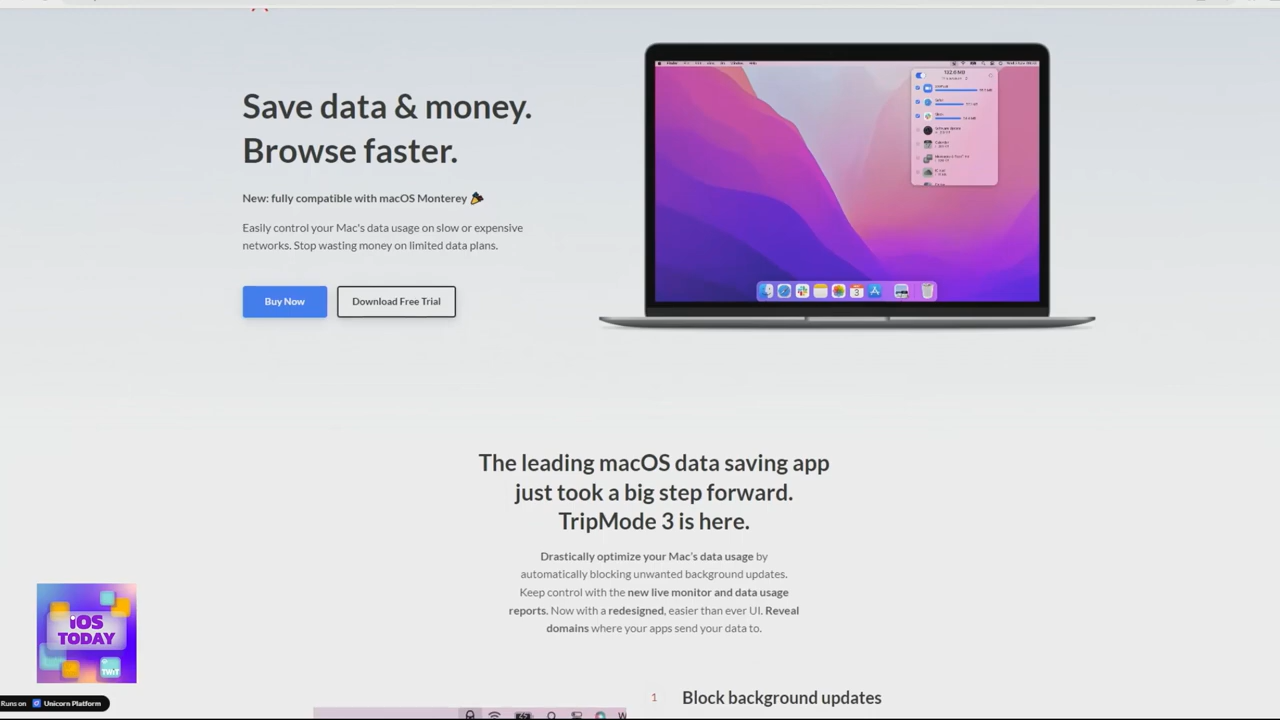 Save data & money.
Browse faster.
New: fully compatible with macOS Monterey
Easily control your Mac's data usage on slow or expensive
networks. Stop wasting money on limited data plans.
Buy Now
Download Free Trial
The leading macOS data saving app
just took a big step forward.
TripMode 3 is here.
Drastically optimize your Mac's data usage by
automatically blocking unwanted background updates.
Keep control with the new live monitor and data usage
reports. Now with a redesigned, easier than ever UI. Reveal
domains where your apps send your data to.
iOS
TODAY
TWiT
Runs on Unicorn Platform
1 Block background updates